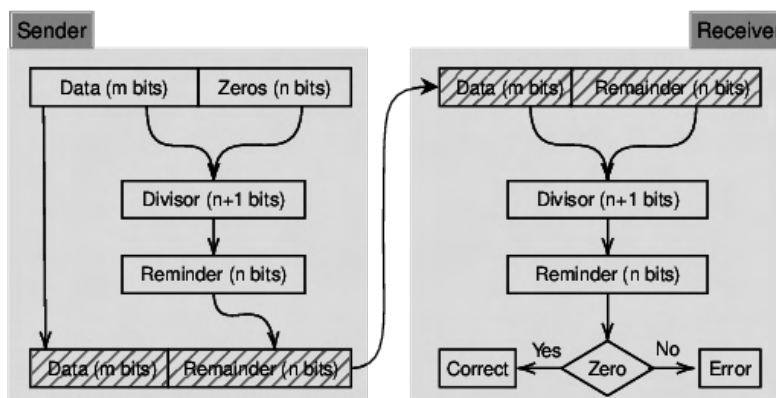 Sender
Data (m bits)
Zeros (n bits)
Divisor (n+1 bits)
Reminder (n bits)
Data (m bits)
Remainder (n bits)
Receiver
Data (m bits)
Remainder (n bits)
Divisor (n+1 bits)
Reminder (n bits)
Zero
Yes
No
Correct
Error